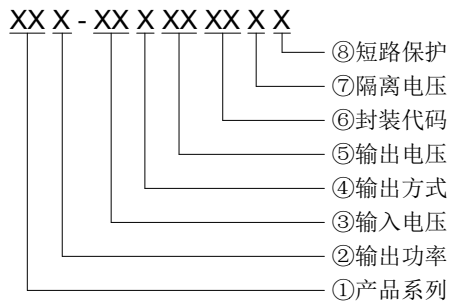 XX X - XX X XX XX X X
⑧短路保护
⑦隔离电压
⑥封装代码
⑤输出电压
④输出方式
③输入电压
②输出功率
①产品系列